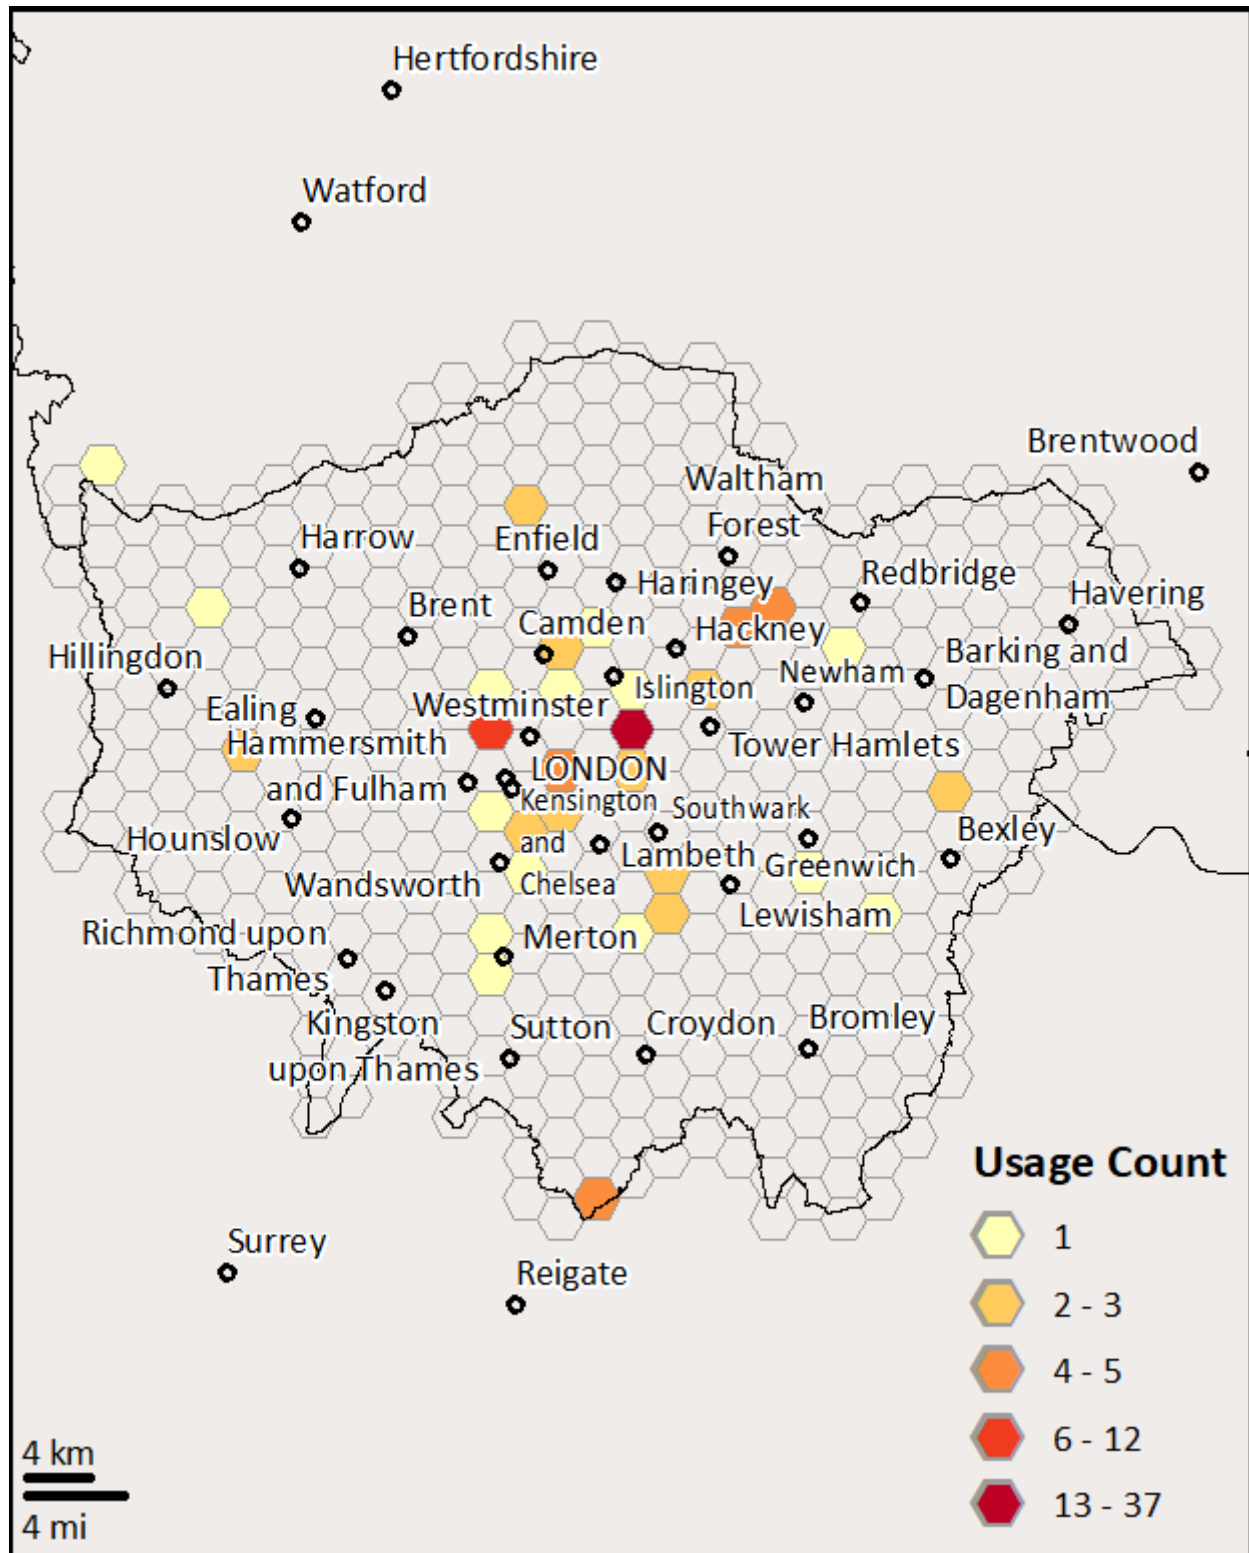 Hertfordshire
Watford
Brentwood
Waltham
Forest
Harrow
Enfield
Haringey
Redbridge
Havering
Brent
Camden
Hackney
Barking and
Dagenham
Hillingdon
Newham
Islington
Ealing
Westminster
Tower Hamlets
Hammersmith
and Fulham
LONDON
Kensington
and
Chelsea
Southwark
Hounslow
Bexley
Lambeth
Greenwich
Wandsworth
Lewisham
Richmond upon
Thames
Merton
Kingston
upon Thames
Sutton
Croydon
Bromley
Surrey
Reigate
Usage Count
1
2 - 3
4 - 5
6 - 12
13 - 37
4 km
4 mi